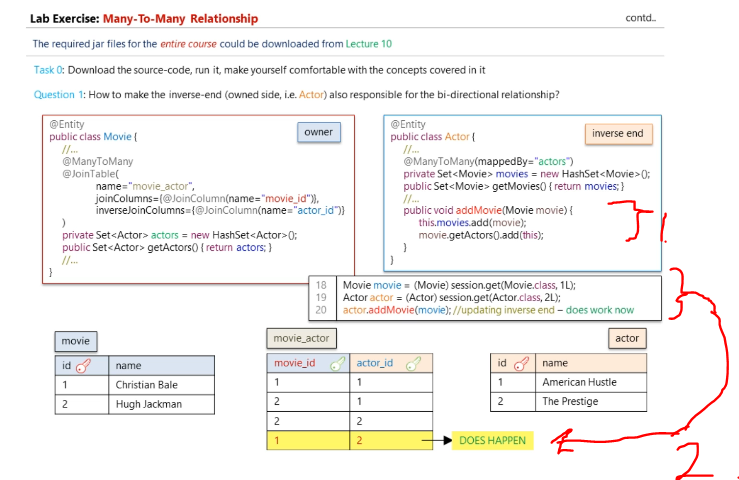 Lab Exercise: Many-To-Many Relationship
contd..
The required jar files for the entire course could be downloaded from Lecture 10
Task 0: Download the source-code, run it, make yourself comfortable with the concepts covered in it
Question 1: How to make the inverse-end (owned side, i.e. Actor) also responsible for the bi-directional relationship?
@Entity
public class Movie {
//...
@ManyToMany
@JoinTable(
name="movie_actor",
joinColumns={@JoinColumn(name="movie_id")},
inverseJoinColumns={@JoinColumn(name="actor_id")}
)
private Set<Actor> actors = new HashSet<Actor>();
public Set<Actor> getActors() { return actors; }
//...
}
owner
@Entity
public class Actor {
//...
@ManyToMany(mappedBy="actors")
private Set<Movie> movies = new HashSet<Movie>();
public Set<Movie> getMovies() { return movies; }
//...
public void addMovie(Movie movie) {
this.movies.add(movie);
movie.getActors().add(this);
}
}
inverse end
1.
18 Movie movie = (Movie) session.get(Movie.class, 1L);
19 Actor actor = (Actor) session.get(Actor.class, 2L);
20 actor.addMovie(movie); //updating inverse end – does work now
movie
id name
1 Christian Bale
2 Hugh Jackman
movie_actor
movie_id actor_id
1 1
2 1
2 2
1 2
DOES HAPPEN
actor
id name
1 American Hustle
2 The Prestige
2.